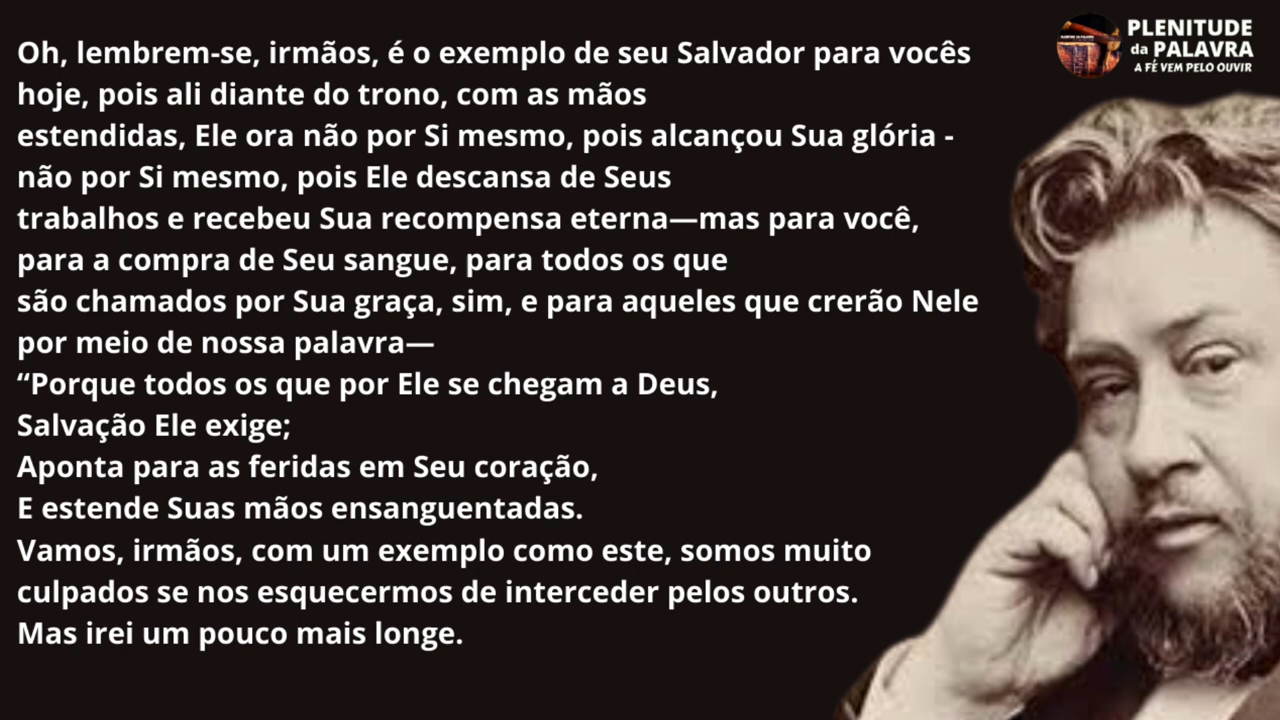 PLENITUDE
da PALAVRA
A FÉ VEM PELO OUVIR
Oh, lembrem-se, irmãos, é o exemplo de seu Salvador para vocês
hoje, pois ali diante do trono, com as mãos
estendidas, Ele ora não por Si mesmo, pois alcançou Sua glória -
não por Si mesmo, pois Ele descansa de Seus
trabalhos e recebeu Sua recompensa eterna—mas para você,
para a compra de Seu sangue, para todos os que
são chamados por Sua graça, sim, e para aqueles que crerão Nele
por meio de nossa palavra—
“Porque todos os que por Ele se chegam a Deus,
Salvação Ele exige;
Aponta para as feridas em Seu coração,
E estende Suas mãos ensanguentadas.
Vamos, irmãos, com um exemplo como este, somos muito
culpados se nos esquecermos de interceder pelos outros.
Mas irei um pouco mais longe.